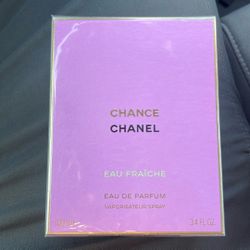 CHANCE
CHANEL
EAU FRAÎCHE
EAU DE PARFUM
VAPORISATEUR SPRAY
3.4 FL. OZ.